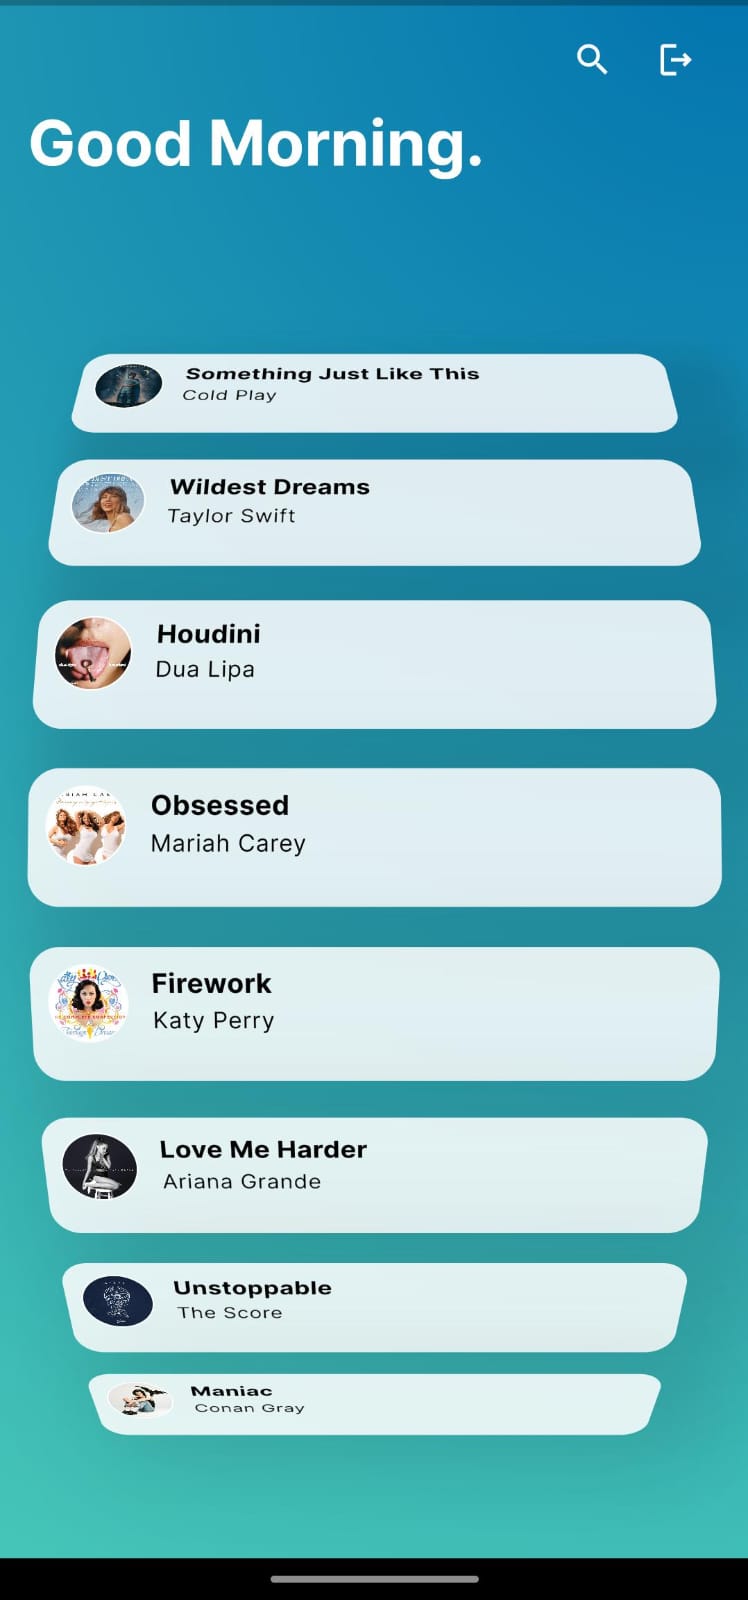 Good Morning.
Something Just Like This
Cold Play
Wildest Dreams
Taylor Swift
Houdini
Dua Lipa
Obsessed
Mariah Carey
Firework
Katy Perry
Love Me Harder
Ariana Grande
Unstoppable
The Score
Maniac
Conan Gray